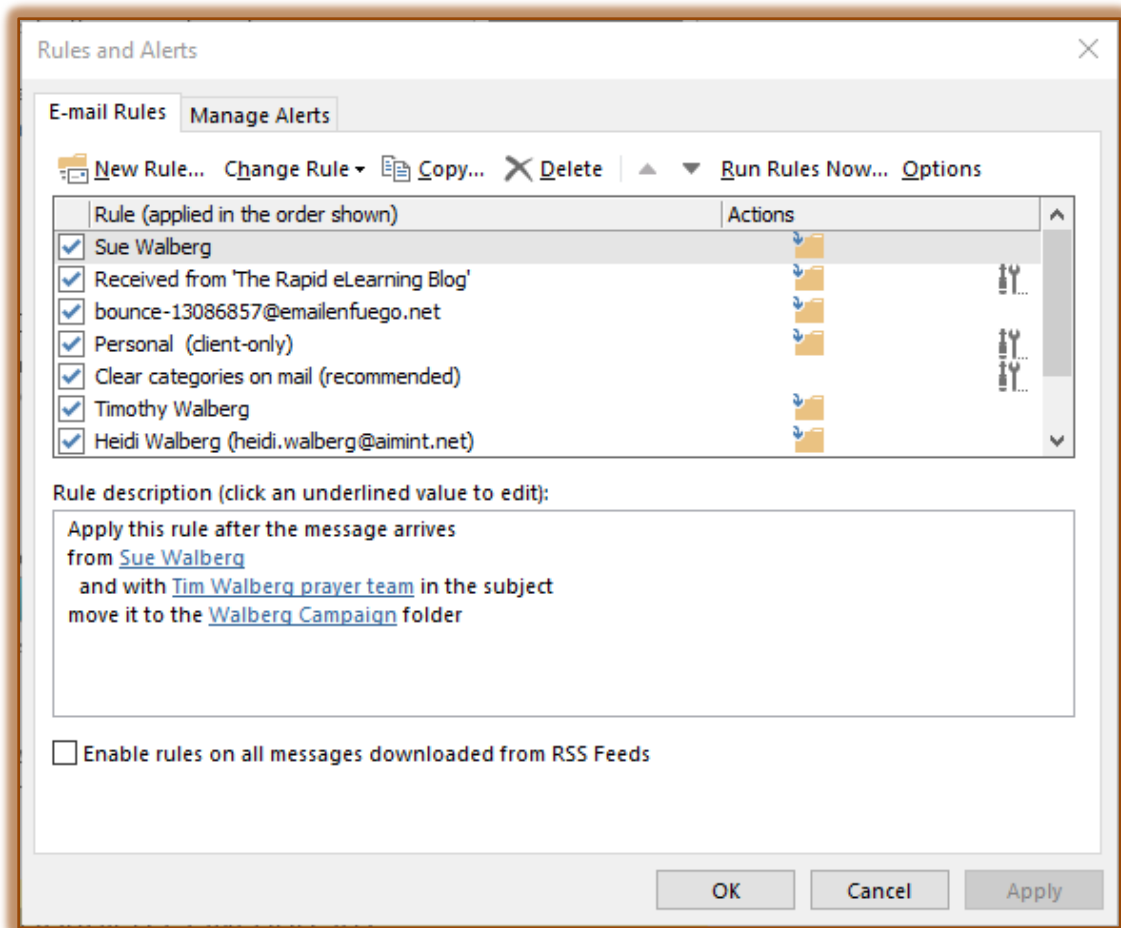 Rules and Alerts
E-mail Rules
Manage Alerts
New Rule... Change Rule Copy... Delete Run Rules Now... Options
Rule (applied in the order shown) Actions
Sue Walberg
Received from 'The Rapid eLearning Blog'
bounce-13086857@emailenfuego.net
Personal (client-only)
Clear categories on mail (recommended)
Timothy Walberg
Heidi Walberg (heidi.walberg@aimint.net)
Rule description (click an underlined value to edit):
Apply this rule after the message arrives
from Sue Walberg
and with Tim Walberg prayer team in the subject
move it to the Walberg Campaign folder
Enable rules on all messages downloaded from RSS Feeds
OK Cancel Apply